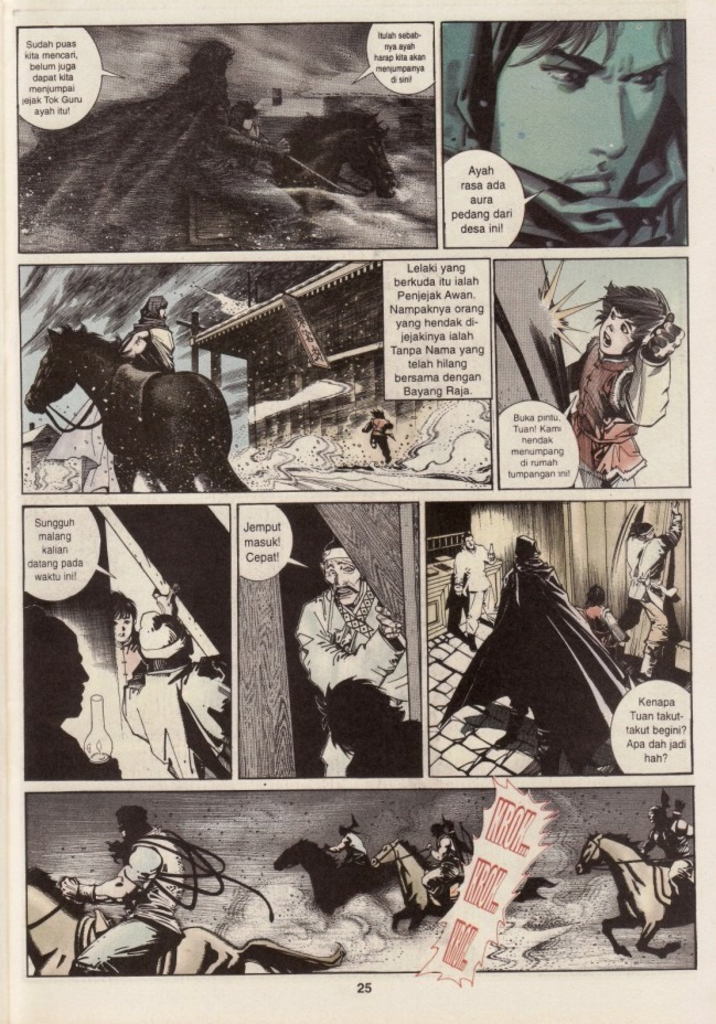 Sudah puas
kita mencari,
belum juga
dapat kita
menjumpai
jejak Tok Guru
ayah itu!
Itulah sebab-
nya ayah
harap kita akan
menjumpainya
di sini!
Ayah
rasa ada
aura
pedang dari
desa ini!
Lelaki yang
berkuda itu ialah
Penjejak Awan.
Nampaknya orang
yang hendak di-
jejakinya ialah
Tanpa Nama yang
telah hilang
bersama dengan
Bayang Raja.
Buka pintu,
Tuan! Kami
hendak
menumpang
di rumah
tumpangan ini!
Sungguh
malang
kalian
datang pada
waktu ini!
Jemput
masuk!
Cepat!
Kenapa
Tuan takut-
takut begini?
Apa dah jadi
hah?
KROH...
KROH...
KROH...
25